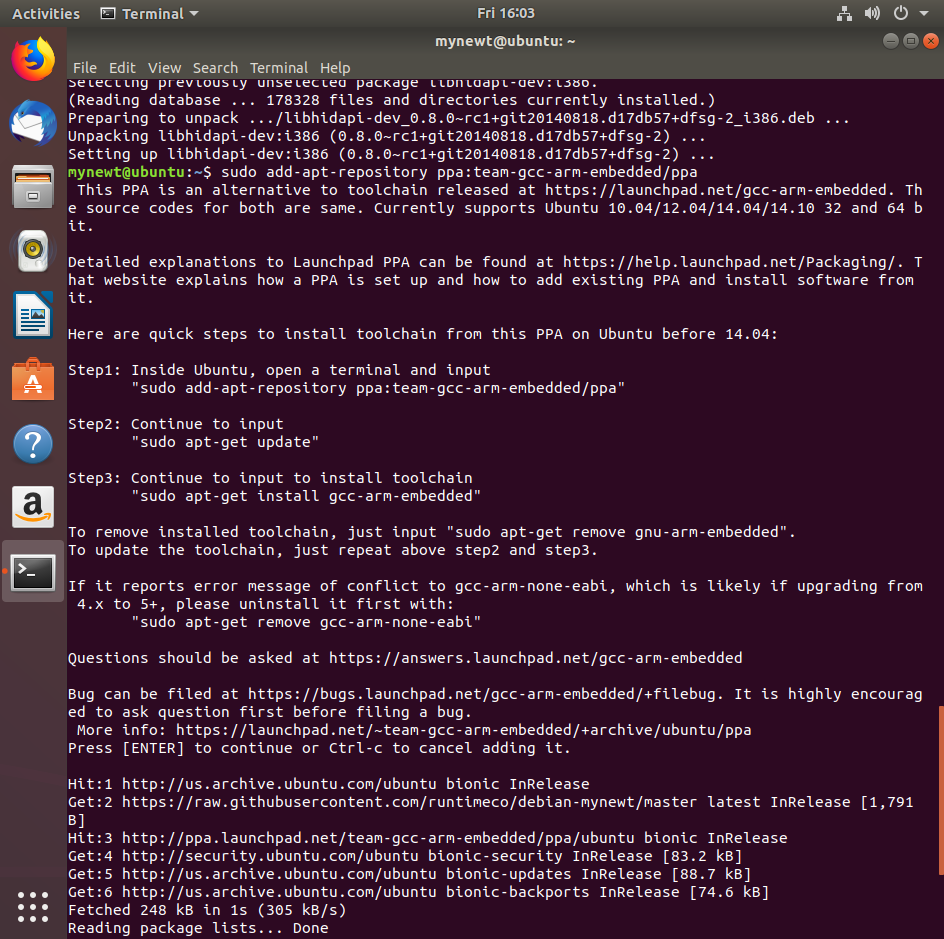 Activities Terminal Fri 16:03
mynewt@ubuntu: ~
File Edit View Search Terminal Help
Selecting previously unselected package libhidapi-dev:i386.
(Reading database ... 178328 files and directories currently installed.)
Preparing to unpack .../libhidapi-dev_0.8.0~rc1+git20140818.d17db57+dfsg-2_i386.deb ...
Unpacking libhidapi-dev:i386 (0.8.0~rc1+git20140818.d17db57+dfsg-2) ...
Setting up libhidapi-dev:i386 (0.8.0~rc1+git20140818.d17db57+dfsg-2) ...
mynewt@ubuntu:~$ sudo add-apt-repository ppa:team-gcc-arm-embedded/ppa
This PPA is an alternative to toolchain released at https://launchpad.net/gcc-arm-embedded. Th
e source codes for both are same. Currently supports Ubuntu 10.04/12.04/14.04/14.10 32 and 64 b
it.
Detailed explanations to Launchpad PPA can be found at https://help.launchpad.net/Packaging/. T
hat website explains how a PPA is set up and how to add existing PPA and install software from
it.
Here are quick steps to install toolchain from this PPA on Ubuntu before 14.04:
Step1: Inside Ubuntu, open a terminal and input
"sudo add-apt-repository ppa:team-gcc-arm-embedded/ppa"
Step2: Continue to input
"sudo apt-get update"
Step3: Continue to input to install toolchain
"sudo apt-get install gcc-arm-embedded"
To remove installed toolchain, just input "sudo apt-get remove gnu-arm-embedded".
To update the toolchain, just repeat above step2 and step3.
If it reports error message of conflict to gcc-arm-none-eabi, which is likely if upgrading from
4.x to 5+, please uninstall it first with:
"sudo apt-get remove gcc-arm-none-eabi"
Questions should be asked at https://answers.launchpad.net/gcc-arm-embedded
Bug can be filed at https://bugs.launchpad.net/gcc-arm-embedded/+filebug. It is highly encourag
ed to ask question first before filing a bug.
More info: https://launchpad.net/~team-gcc-arm-embedded/+archive/ubuntu/ppa
Press [ENTER] to continue or Ctrl-c to cancel adding it.
Hit:1 http://us.archive.ubuntu.com/ubuntu bionic InRelease
Get:2 https://raw.githubusercontent.com/runtimeco/debian-mynewt/master latest InRelease [1,791
B]
Hit:3 http://ppa.launchpad.net/team-gcc-arm-embedded/ppa/ubuntu bionic InRelease
Get:4 http://security.ubuntu.com/ubuntu bionic-security InRelease [83.2 kB]
Get:5 http://us.archive.ubuntu.com/ubuntu bionic-updates InRelease [88.7 kB]
Get:6 http://us.archive.ubuntu.com/ubuntu bionic-backports InRelease [74.6 kB]
Fetched 248 kB in 1s (305 kB/s)
Reading package lists... Done